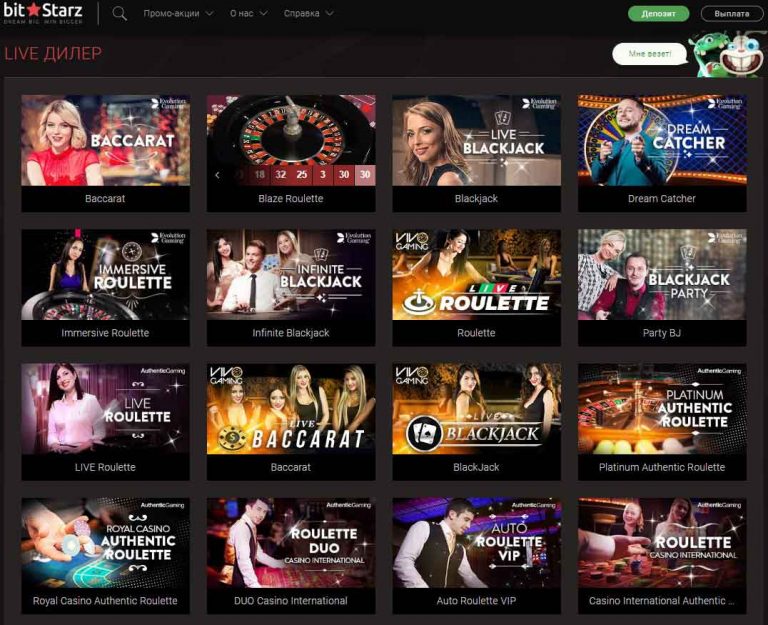 bit★Starz
DREAM BIG. WIN BIGGER
Промо-акции
О нас
Справка
Депозит
Выплата
LIVE ДИЛЕР
Мне везет!
Evolution Gaming
BACCARAT
Baccarat
18 32 25 3 30 30
Blaze Roulette
Evolution Gaming
LIVE
BLACKJACK
Blackjack
Evolution Gaming
DREAM
CATCHER
Dream Catcher
Evolution Gaming
IMMERSIVE
ROULETTE
Immersive Roulette
Evolution Gaming
INFINITE
BLACKJACK
Infinite Blackjack
VIVO
GAMING
LIVE
ROULETTE
Roulette
Evolution Gaming
BLACKJACK
PARTY
Party BJ
AuthenticGaming
LIVE
ROULETTE
LIVE Roulette
VIVO
GAMING
LIVE
BACCARAT
Baccarat
VIVO
GAMING
LIVE
BLACKJACK
BlackJack
AuthenticGaming
PLATINUM
AUTHENTIC
ROULETTE
Platinum Authentic Roulette
AuthenticGaming
ROYAL CASINO
AUTHENTIC
ROULETTE
Royal Casino Authentic Roulette
AuthenticGaming
ROULETTE
DUO
CASINO INTERNATIONAL
DUO Casino International
AuthenticGaming
AUTO
ROULETTE
VIP
Auto Roulette VIP
AuthenticGaming
ROULETTE
CASINO INTERNATIONAL
Casino International Authentic ...